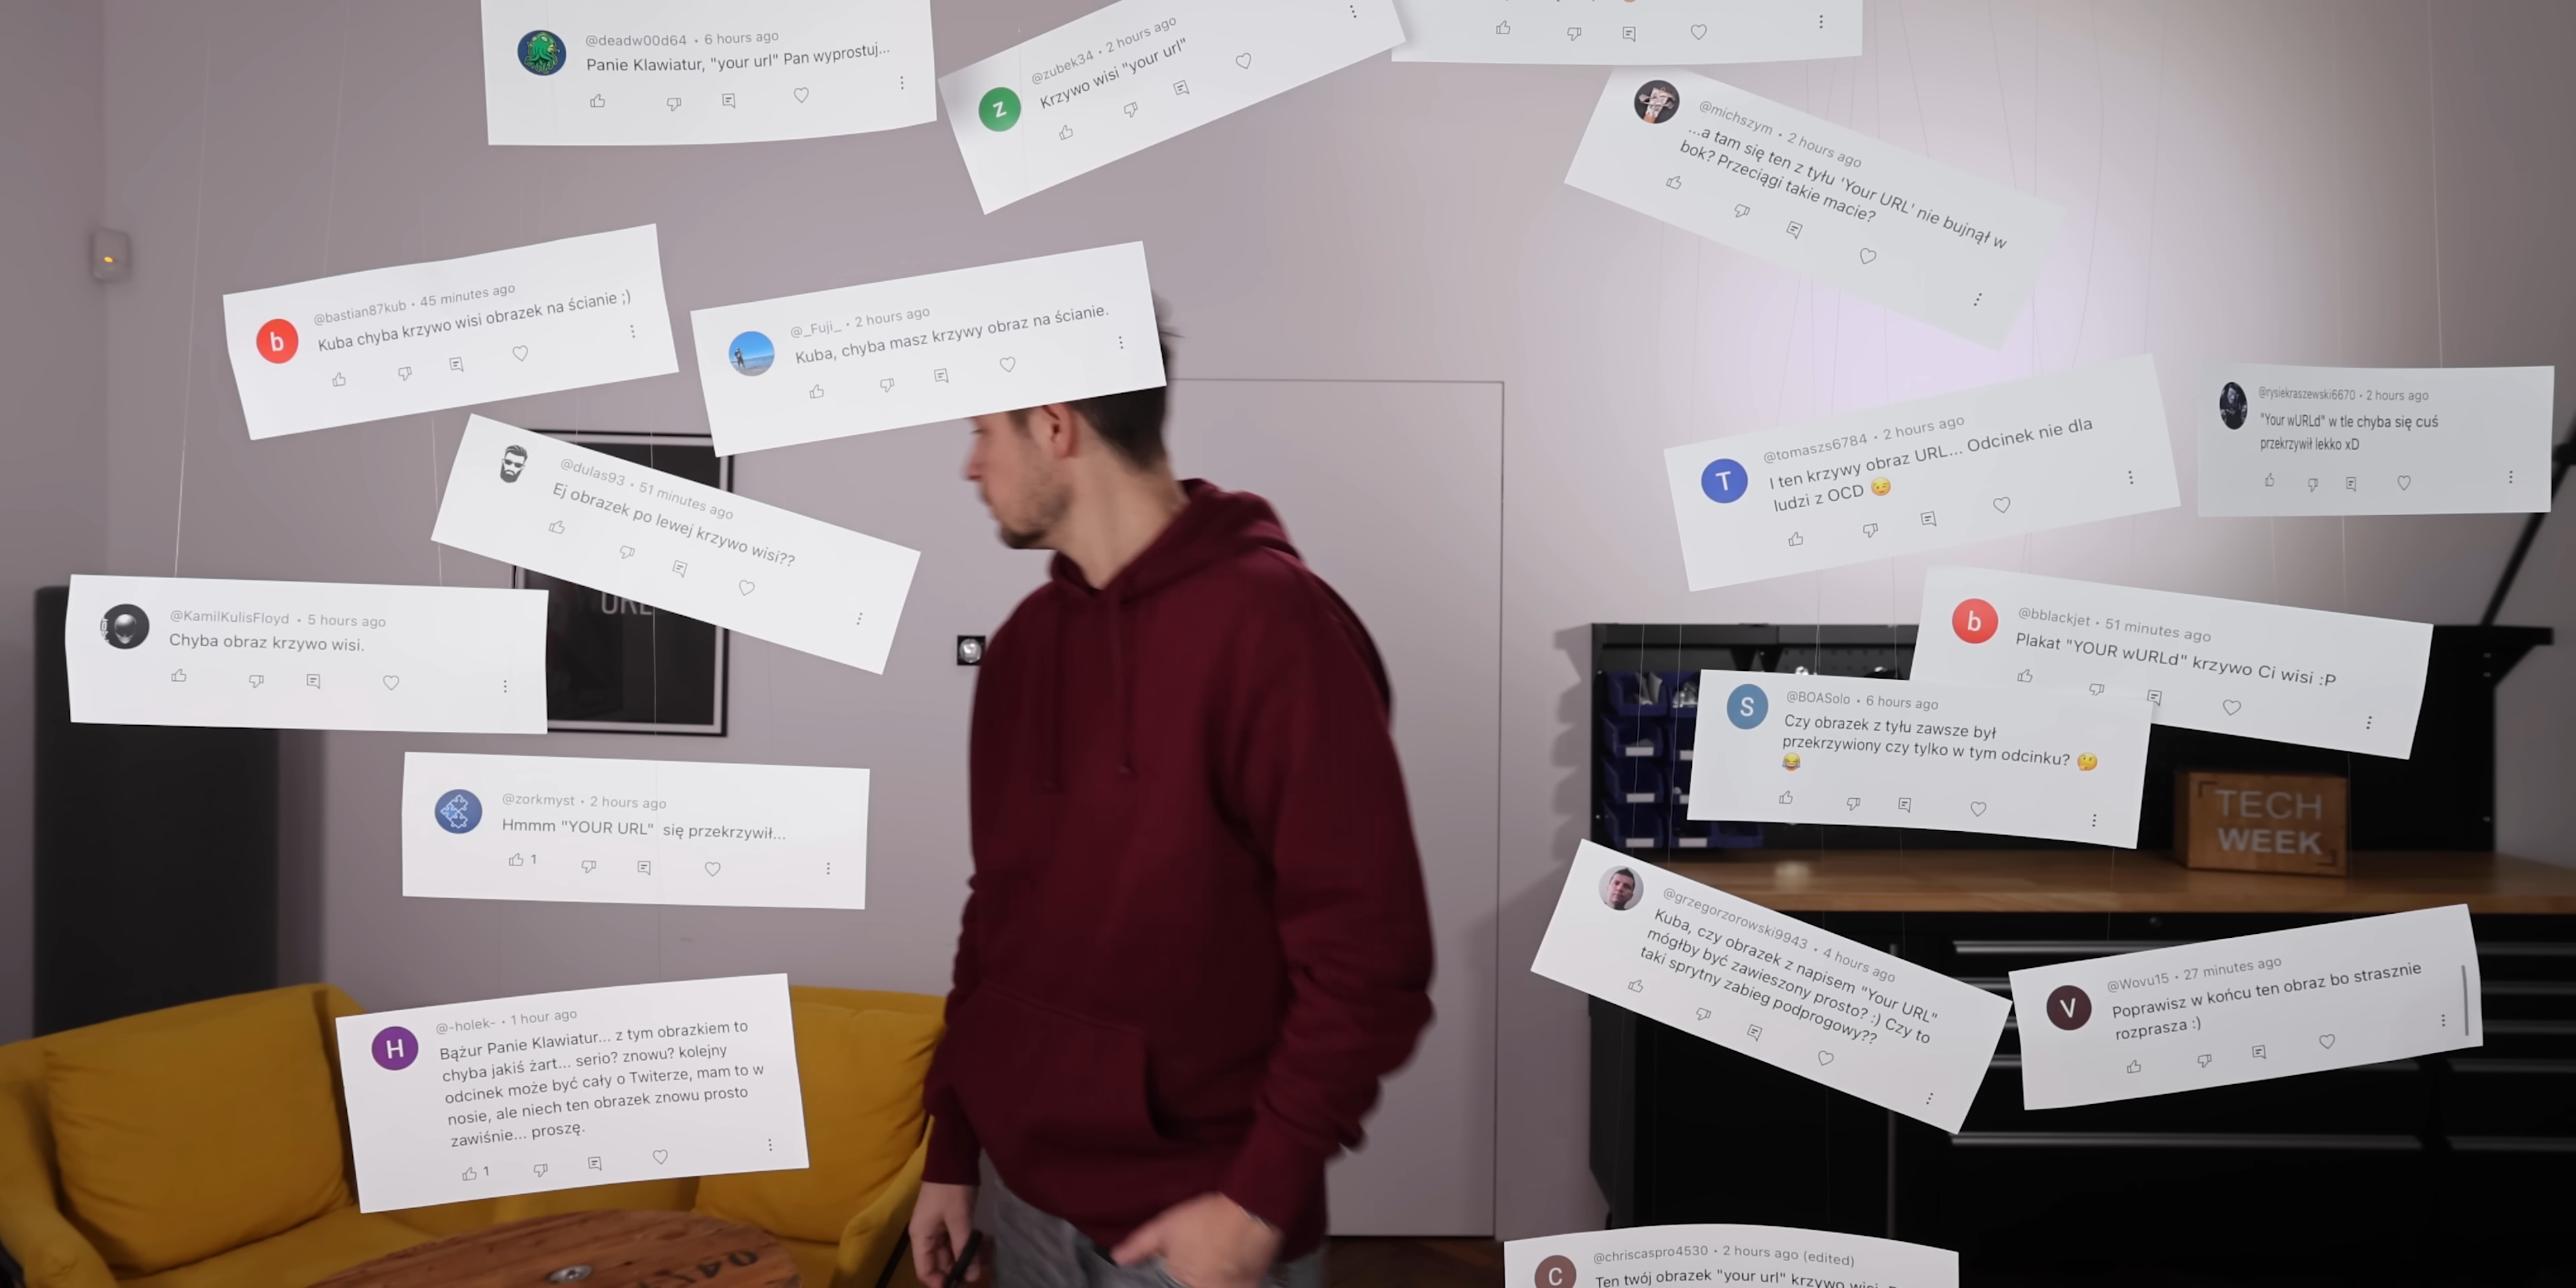 @deadw00d64 • 6 hours ago
Panie Klawiatur, "your url" Pan wyprostuj...
@zubek34 • 2 hours ago
Krzywo wisi "your url"
@michszym • 2 hours ago
...a tam się ten z tyłu 'Your URL' nie bujnął w
bok? Przeciągi takie macie?
@bastian87kub • 45 minutes ago
Kuba chyba krzywo wisi obrazek na ścianie ;)
b
@_Fuji_ • 2 hours ago
Kuba, chyba masz krzywy obraz na ścianie.
@dulas93 • 51 minutes ago
Ej obrazek po lewej krzywo wisi??
@tomaszs6784 • 2 hours ago
I ten krzywy obraz URL... Odcinek nie dla
ludzi z OCD 😉
T
@rysiekraszewski6670 • 2 hours ago
"Your wURLd" w tle chyba się cuś
przekrzywił lekko xD
URL
@KamilKulisFloyd • 5 hours ago
Chyba obraz krzywo wisi.
@bblackjet • 51 minutes ago
Plakat "YOUR wURLd" krzywo Ci wisi :P
b
@BOASolo • 6 hours ago
Czy obrazek z tyłu zawsze był
przekrzywiony czy tylko w tym odcinku? 🤔
😂
S
@zorkmyst • 2 hours ago
Hmmm "YOUR URL" się przekrzywił...
1
TECH
WEEK
@grzegorzorowski9943 • 4 hours ago
Kuba, czy obrazek z napisem "Your URL"
mógłby być zawieszony prosto? :) Czy to
taki sprytny zabieg podprogowy??
@Wovu15 • 27 minutes ago
Poprawisz w końcu ten obraz bo strasznie
rozprasza :)
V
@-holek- • 1 hour ago
Bążur Panie Klawiatur... z tym obrazkiem to
chyba jakiś żart... serio? znowu? kolejny
odcinek może być cały o Twiterze, mam to w
nosie, ale niech ten obrazek znowu prosto
zawiśnie... proszę.
H
1
@chriscaspro4530 • 2 hours ago (edited)
Ten twój obrazek "your url" krzywo wisi
C
Z